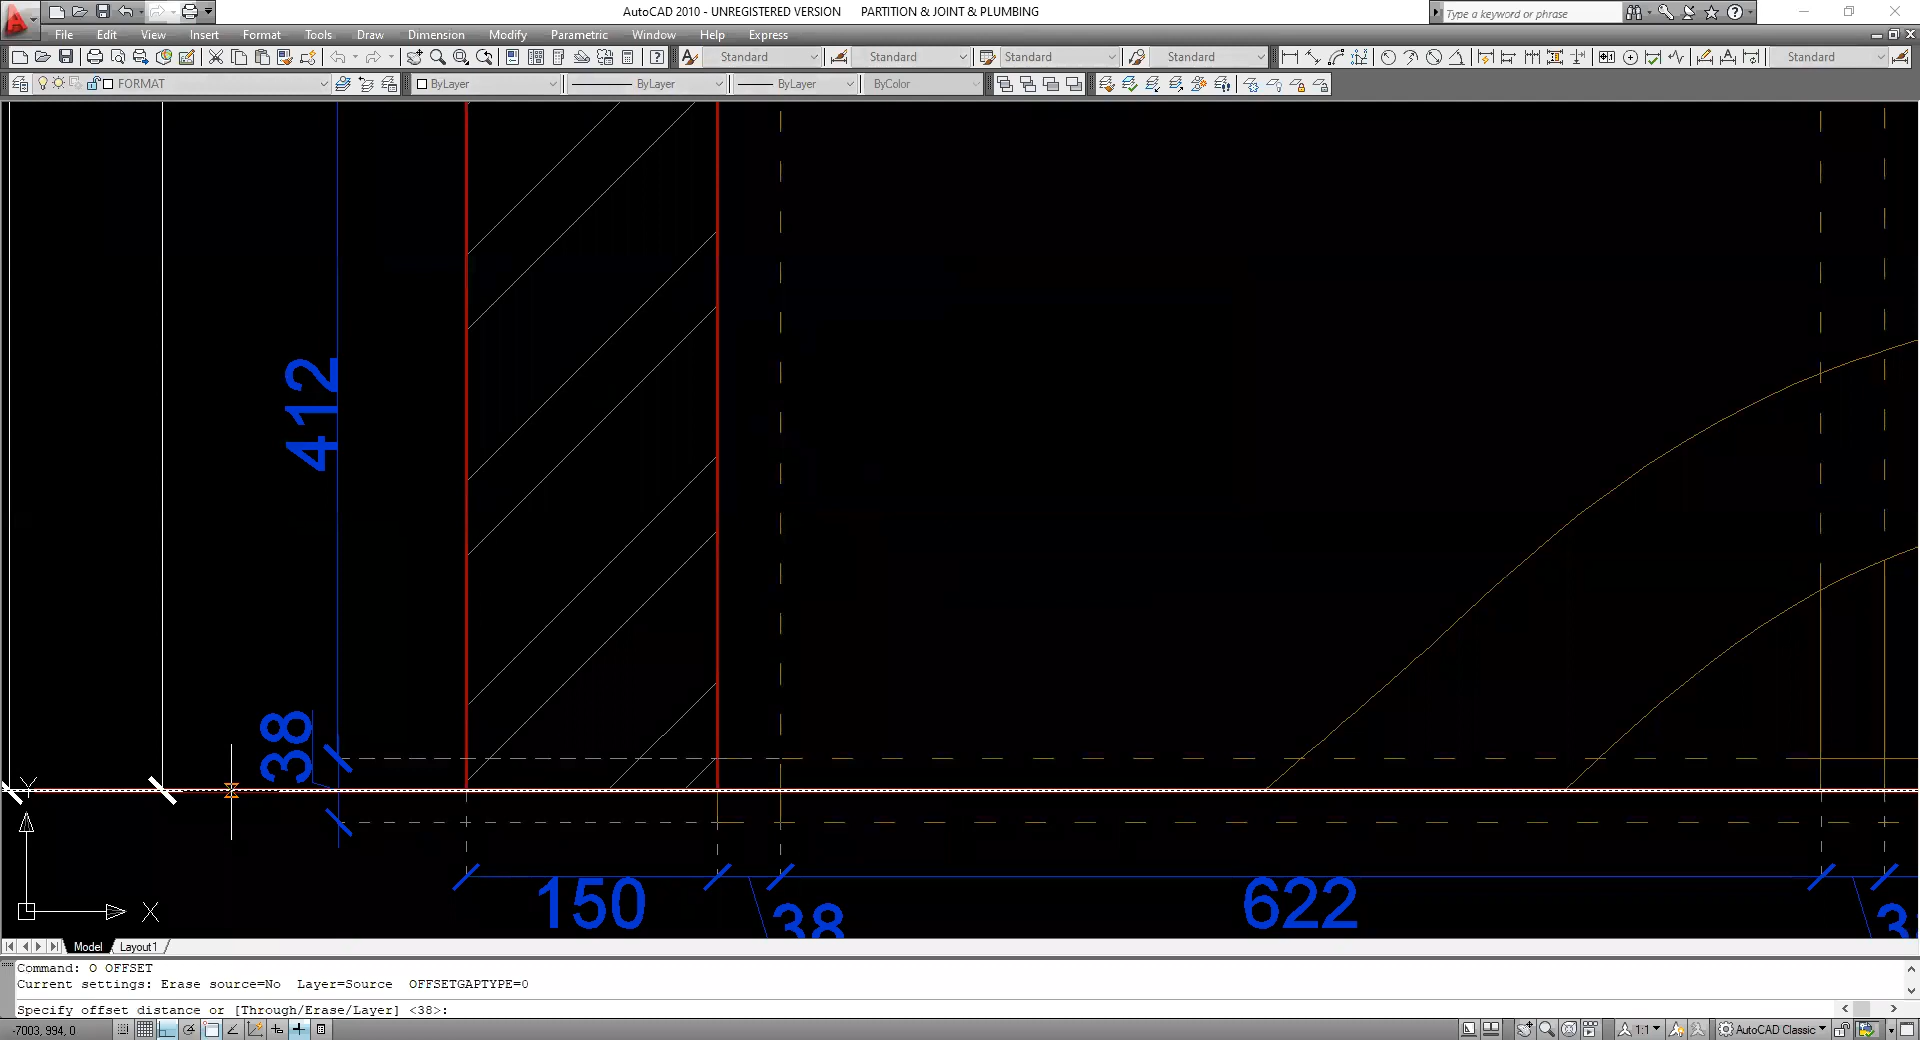 AutoCAD 2010 - UNREGISTERED VERSION PARTITION & JOINT & PLUMBING
Type a keyword or phrase
File Edit View Insert Format Tools Draw Dimension Modify Parametric Window Help Express
Standard Standard Standard Standard Standard
FORMAT ByLayer ByLayer ByLayer ByColor
412
38
Y
X
150
38
622
Model Layout1
Command: O OFFSET
Current settings: Erase source=No Layer=Source OFFSETGAPTYPE=0
Specify offset distance or [Through/Erase/Layer] <38>:
-7003, 994, 0
1:1
AutoCAD Classic